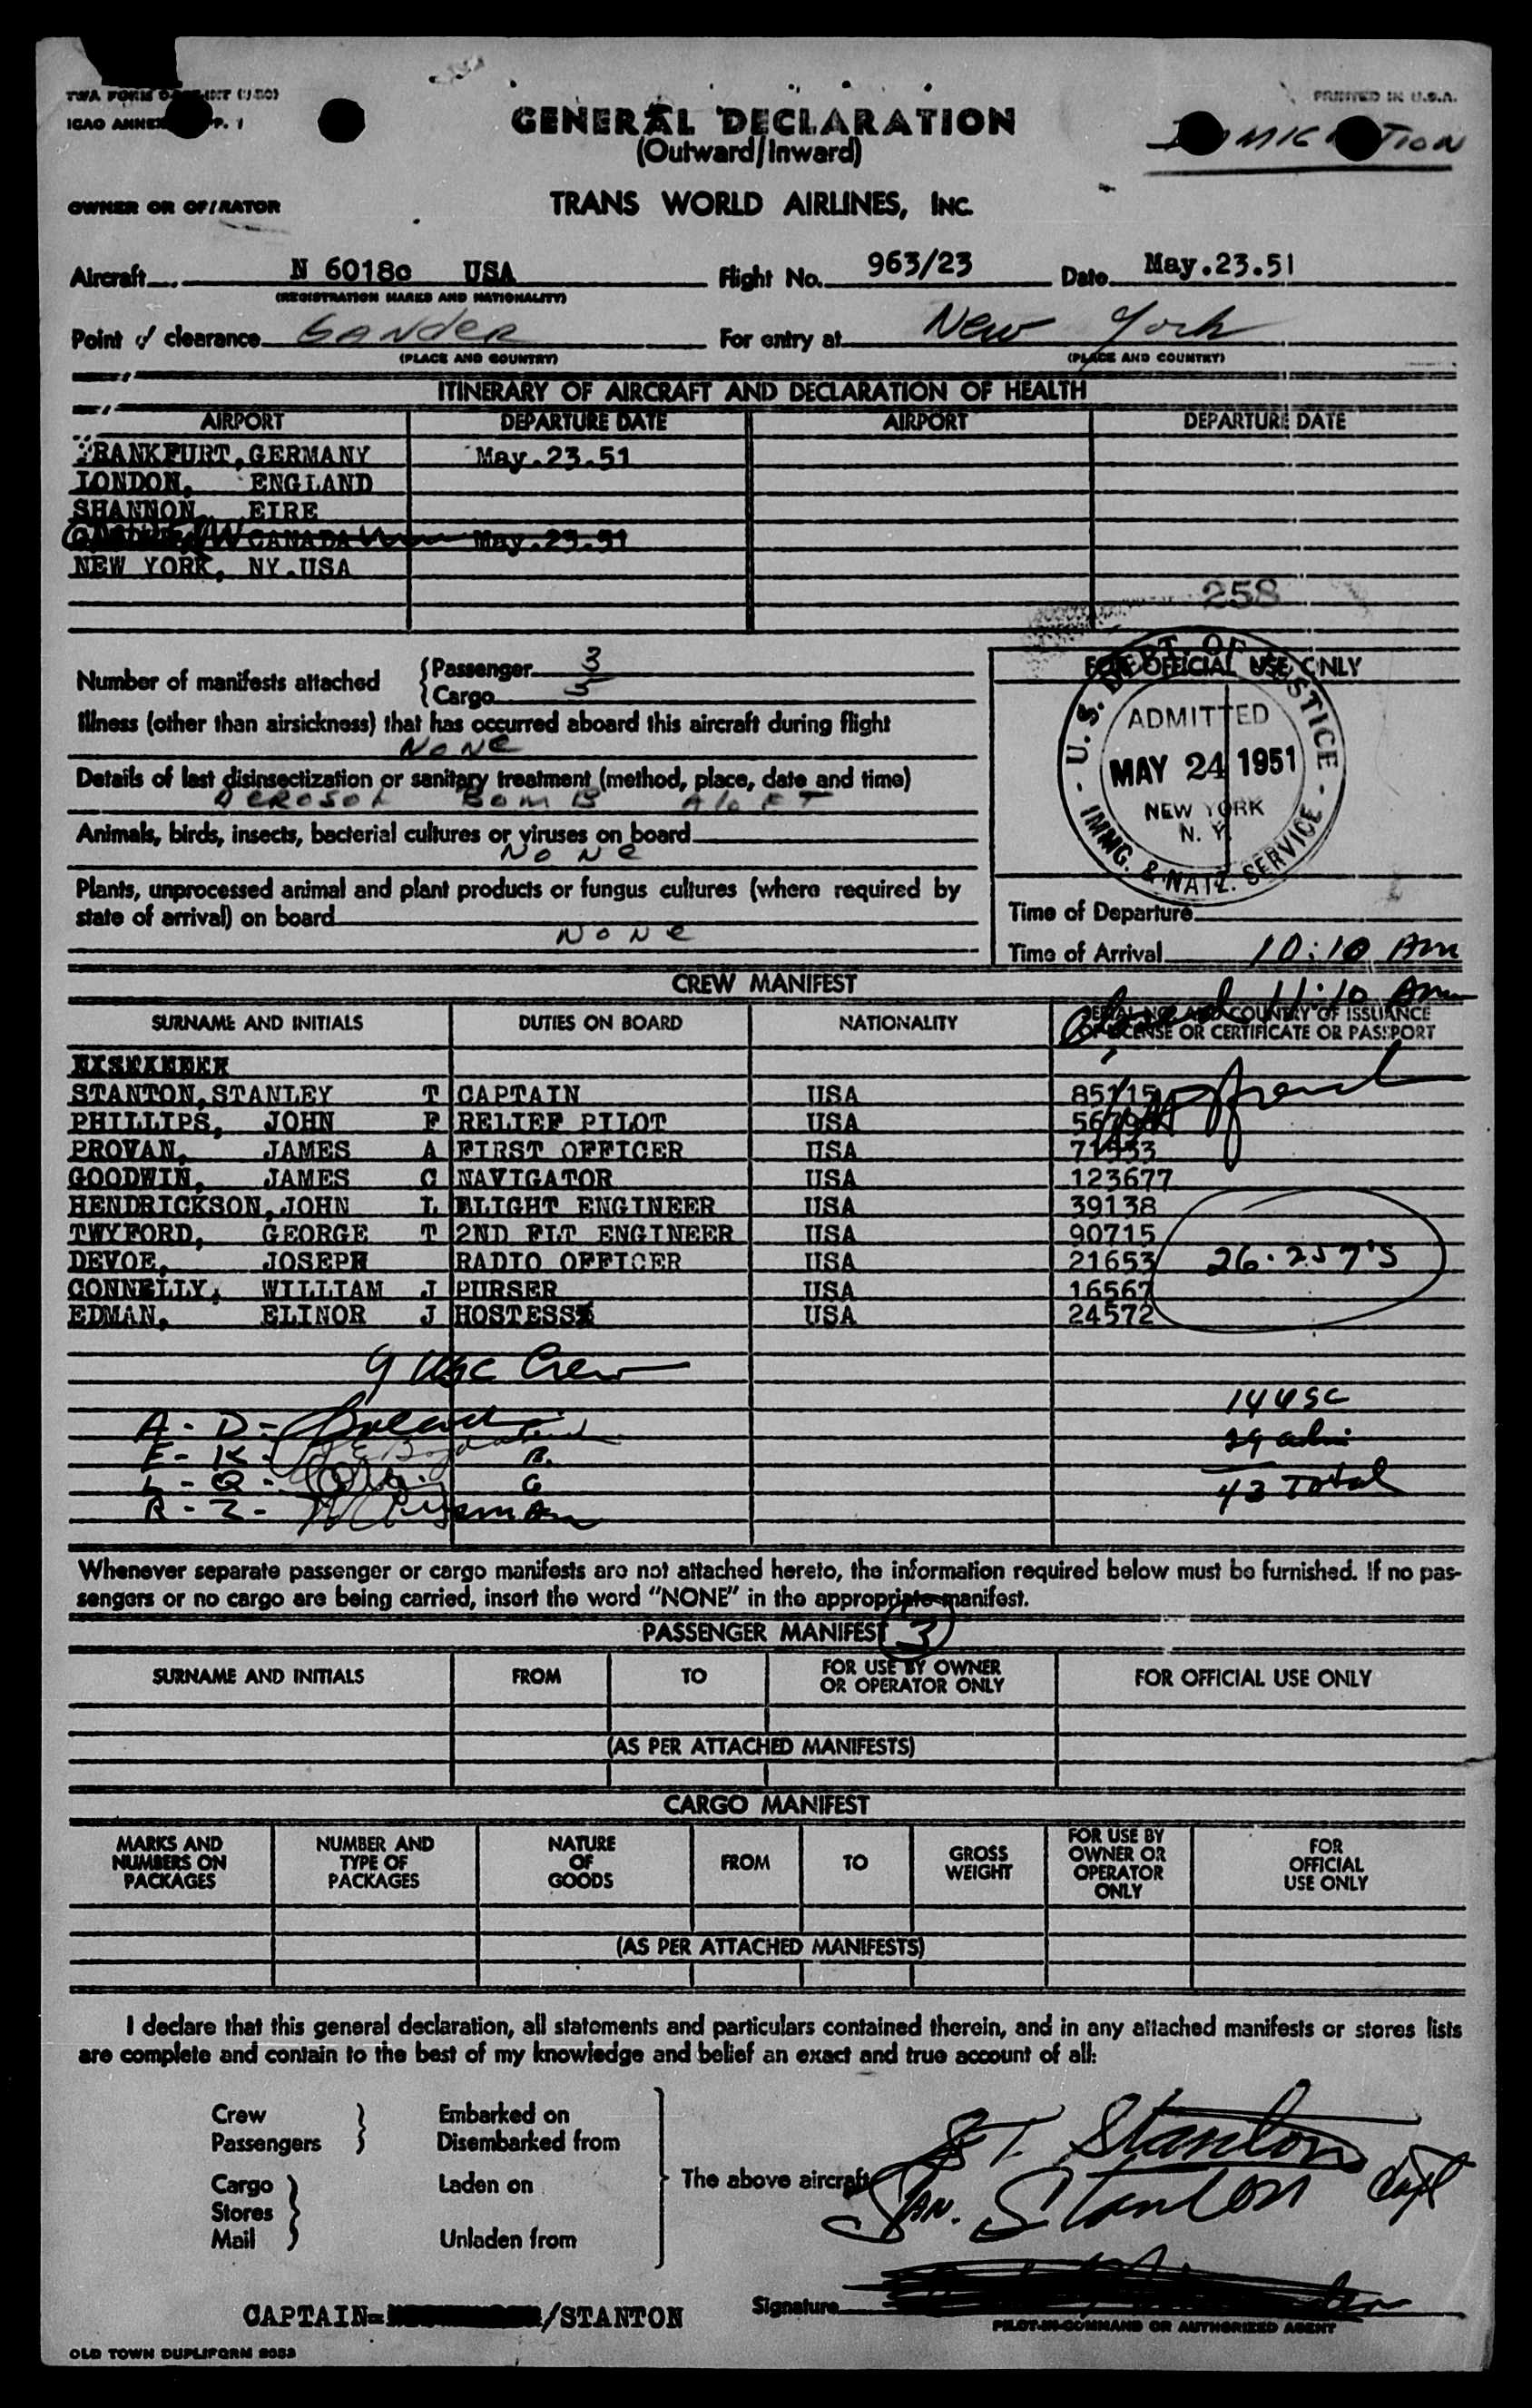 PRINTED IN U.S.A.
GENERAL DECLARATION
(Outward/Inward)
OWNER OR OPERATOR TRANS WORLD AIRLINES, INC.
Aircraft N 6018c USA Flight No. 963/23 Date May.23.51
(REGISTRATION MARKS AND NATIONALITY)
Point of clearance Gander For entry at New York
(PLACE AND COUNTRY) (PLACE AND COUNTRY)
ITINERARY OF AIRCRAFT AND DECLARATION OF HEALTH
AIRPORT DEPARTURE DATE AIRPORT DEPARTURE DATE
FRANKFURT, GERMANY May.23.51
LONDON, ENGLAND
SHANNON, EIRE
CANADA May.23.51
NEW YORK, NY.USA
258
Number of manifests attached
Passenger 3
Cargo 5
Illness (other than airsickness) that has occurred aboard this aircraft during flight
None
Details of last disinsectization or sanitary treatment (method, place, date and time)
Aerosol Bomb Aloft
Animals, birds, insects, bacterial cultures or viruses on board
None
Plants, unprocessed animal and plant products or fungus cultures (where required by
state of arrival) on board
None
FOR OFFICIAL USE ONLY
U.S. DEPT. OF JUSTICE
ADMITTED
MAY 24 1951
NEW YORK
N. Y.
IMMG. & NATZ. SERVICE
Time of Departure
Time of Arrival 10:10 Am
11:10 Am
CREW MANIFEST
SURNAME AND INITIALS DUTIES ON BOARD NATIONALITY SERIAL NO. AND COUNTRY OF ISSUANCE
OF LICENSE OR CERTIFICATE OR PASSPORT
STANTON, STANLEY T CAPTAIN USA 85115
PHILLIPS, JOHN F RELIEF PILOT USA
PROVAN, JAMES A FIRST OFFICER USA
GOODWIN, JAMES C NAVIGATOR USA 123677
HENDRICKSON, JOHN L FLIGHT ENGINEER USA 39138
TWYFORD, GEORGE T 2ND FLT ENGINEER USA 90715
DEVOE, JOSEPH RADIO OFFICER USA 21653
CONNELLY, WILLIAM J PURSER USA 16567
EDMAN, ELINOR J HOSTESS USA 24572
26-257's
9 USC Crew
A - D -
E - K - B.
L - Q - G
R - Z -
14 USC
29
43 Total
Whenever separate passenger or cargo manifests are not attached hereto, the information required below must be furnished. If no pas-
sengers or no cargo are being carried, insert the word "NONE" in the appropriate manifest.
PASSENGER MANIFEST 3
SURNAME AND INITIALS FROM TO FOR USE BY OWNER
OR OPERATOR ONLY FOR OFFICIAL USE ONLY
(AS PER ATTACHED MANIFESTS)
CARGO MANIFEST
MARKS AND
NUMBERS ON
PACKAGES
NUMBER AND
TYPE OF
PACKAGES
NATURE
OF
GOODS
FROM
TO
GROSS
WEIGHT
FOR USE BY
OWNER OR
OPERATOR
ONLY
FOR
OFFICIAL
USE ONLY
(AS PER ATTACHED MANIFESTS)
I declare that this general declaration, all statements and particulars contained therein, and in any attached manifests or stores lists
are complete and contain to the best of my knowledge and belief an exact and true account of all:
Crew Embarked on
Passengers Disembarked from
Cargo Laden on
Stores
Mail Unladen from
The above aircraft
S T. Stanton
San. Stanton Capt
Signature
PILOT-IN-COMMAND OR AUTHORIZED AGENT
CAPTAIN= /STANTON
OLD TOWN DUPLIFORM